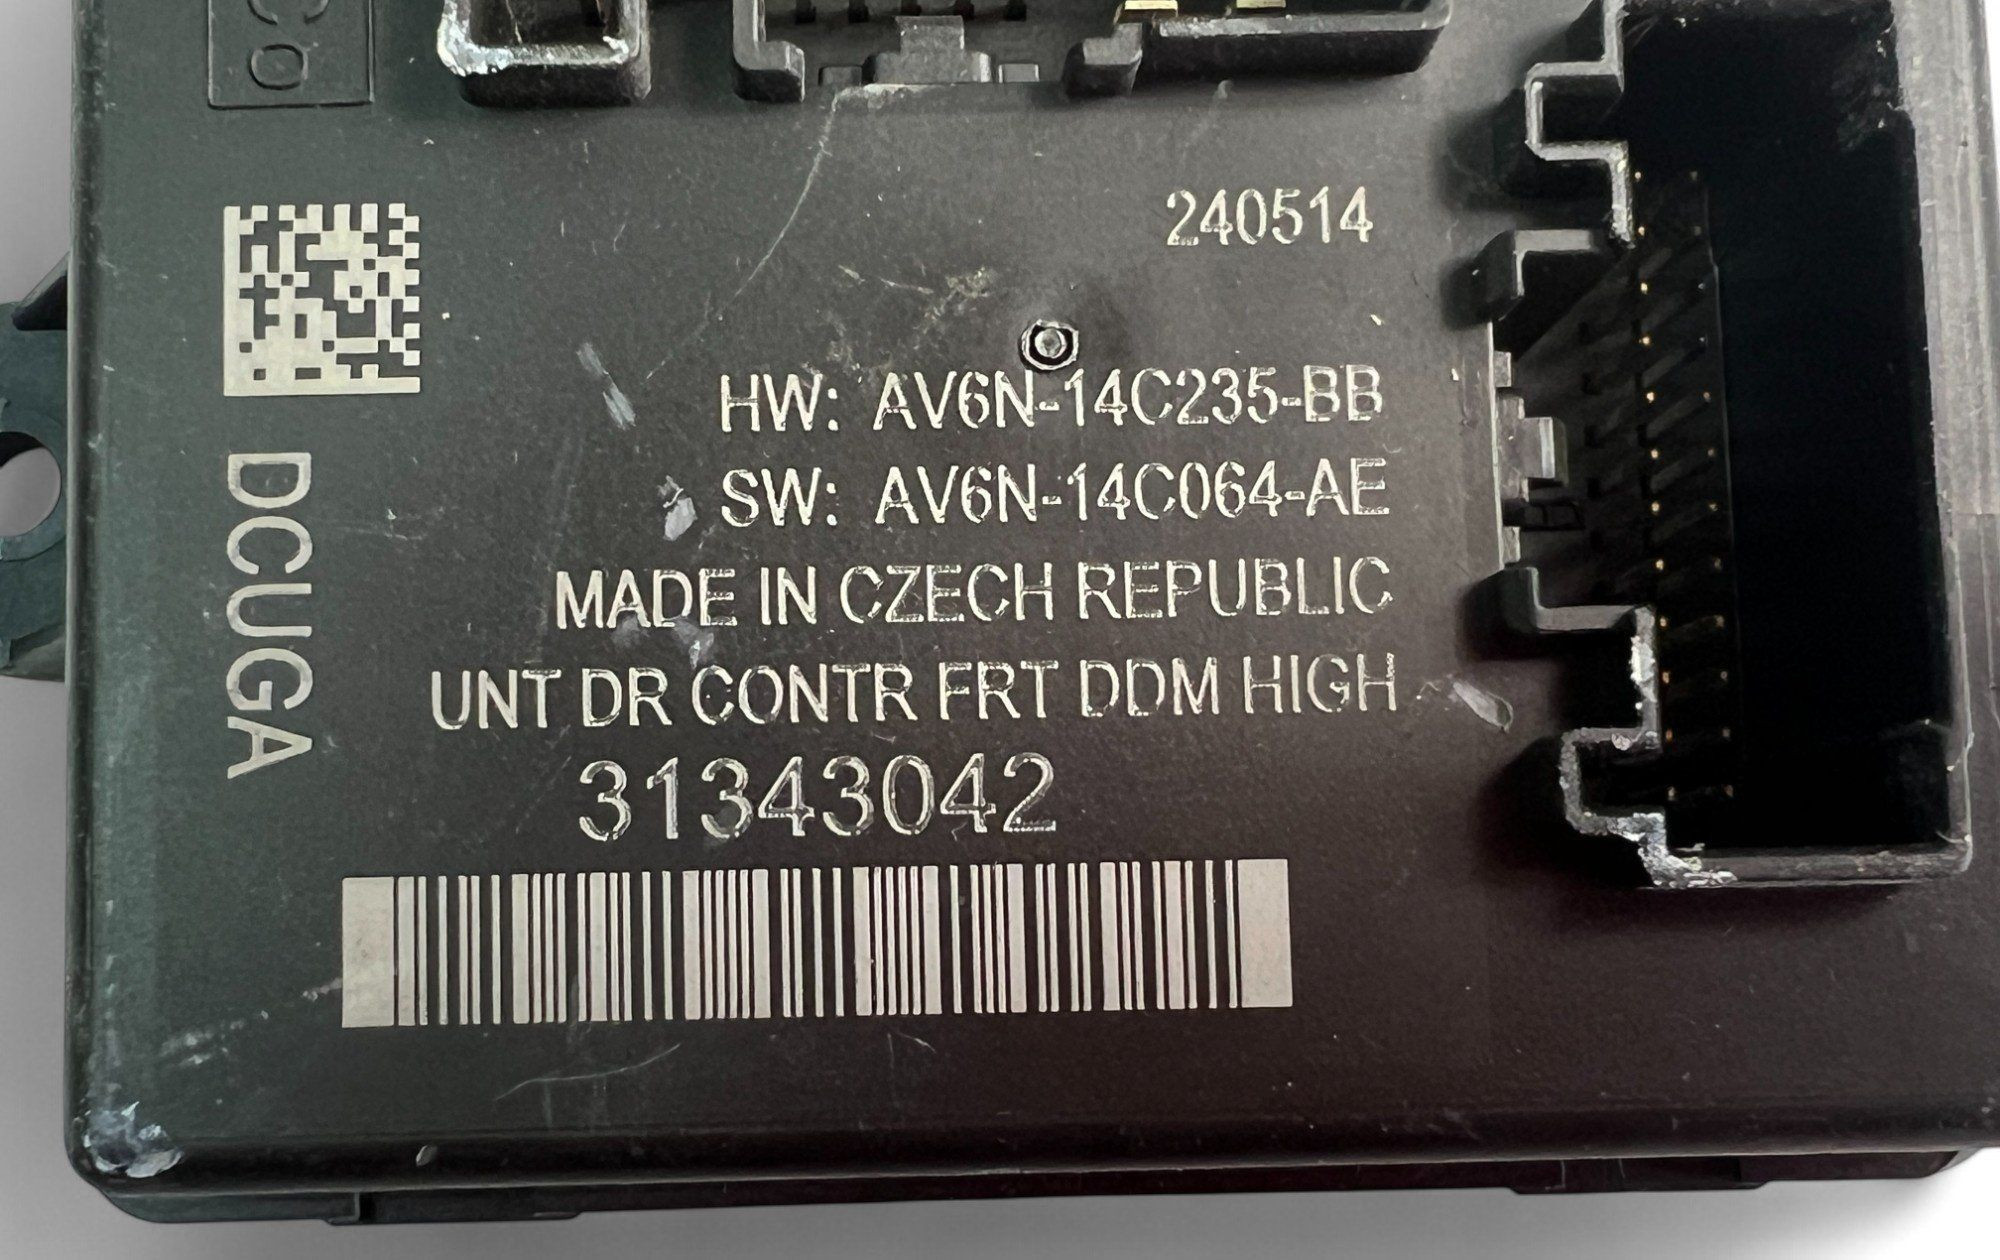 Co
240514
HW: AV6N-14C235-BB
SW: AV6N-14C064-AE
MADE IN CZECH REPUBLIC
UNT DR CONTR FRT DDM HIGH
31343042
DCUGA